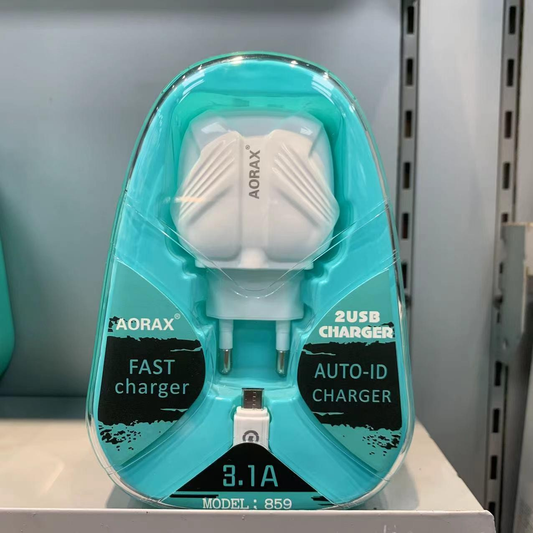 AORAX®
AORAX®
FAST
charger
2USB
CHARGER
AUTO-ID
CHARGER
3.1A
MODEL: 859